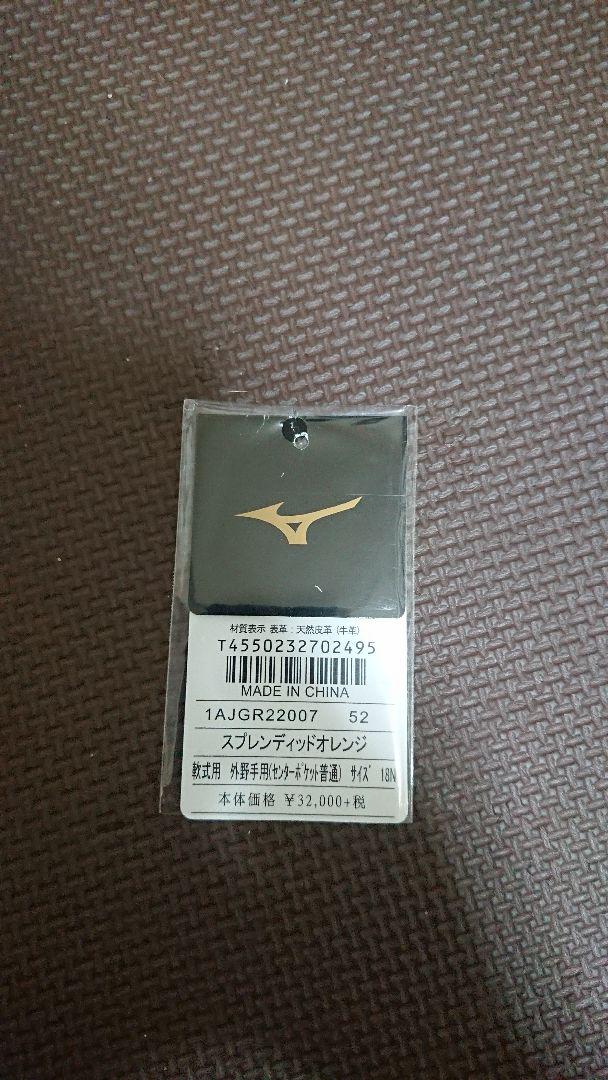 材質表示 表革：天然皮革 (牛革)
T4550232702495
MADE IN CHINA
1AJGR22007 52
スプレンディッドオレンジ
軟式用 外野手用(ｾﾝﾀｰﾎﾟｹｯﾄ普通) ｻｲｽﾞ 18N
本体価格 ￥32,000+税